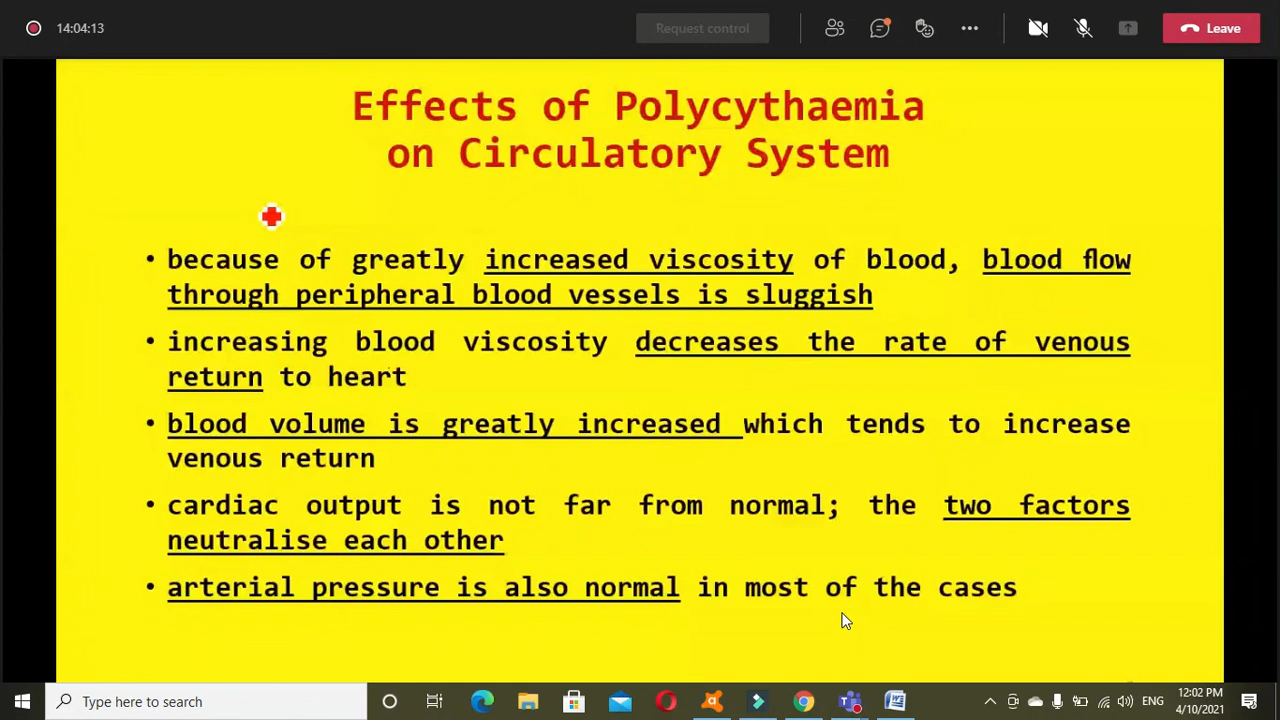 14:04:13
Request control
Leave
Effects of Polycythaemia
on Circulatory System
• because of greatly increased viscosity of blood, blood flow
through peripheral blood vessels is sluggish
• increasing blood viscosity decreases the rate of venous
return to heart
• blood volume is greatly increased which tends to increase
venous return
• cardiac output is not far from normal; the two factors
neutralise each other
• arterial pressure is also normal in most of the cases
Type here to search
ENG
12:02 PM
4/10/2021